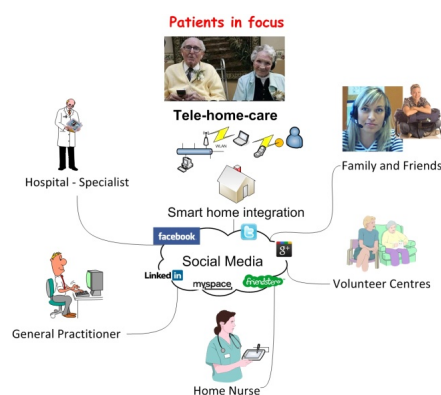 Patients in focus
Tele-home-care
WLAN
Hospital - Specialist
Family and Friends
Smart home integration
facebook
g+
Social Media
Linked in
Volunteer Centres
myspace
friendster
General Practitioner
Home Nurse